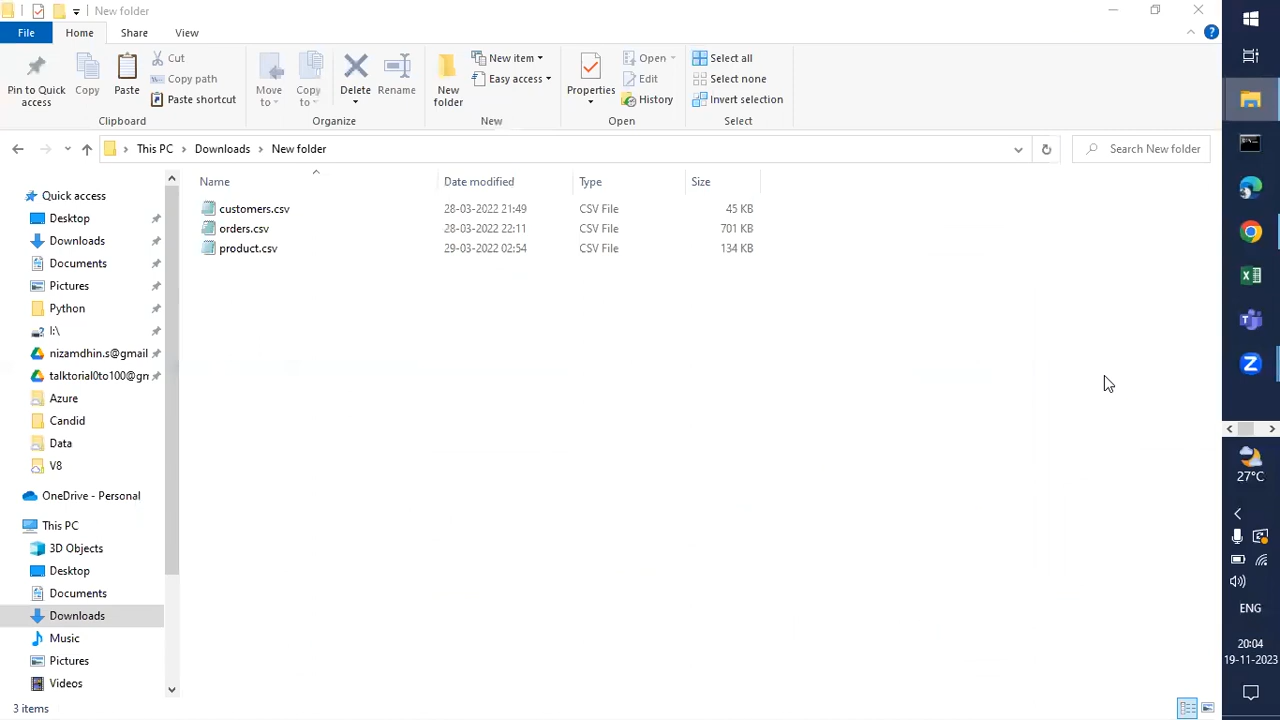 New folder
File Home Share View
Pin to Quick access
Copy
Paste
Cut
Copy path
Paste shortcut
Clipboard
Move to
Copy to
Delete
Rename
Organize
New folder
New item
Easy access
New
Properties
Open
Edit
History
Open
Select all
Select none
Invert selection
Select
This PC > Downloads > New folder
Search New folder
Name Date modified Type Size
customers.csv 28-03-2022 21:49 CSV File 45 KB
orders.csv 28-03-2022 22:11 CSV File 701 KB
product.csv 29-03-2022 02:54 CSV File 134 KB
Quick access
Desktop
Downloads
Documents
Pictures
Python
I:\
nizamdhin.s@gmail
talktorial0to100@gm
Azure
Candid
Data
V8
OneDrive - Personal
This PC
3D Objects
Desktop
Documents
Downloads
Music
Pictures
Videos
3 items
27°C
ENG
20:04
19-11-2023